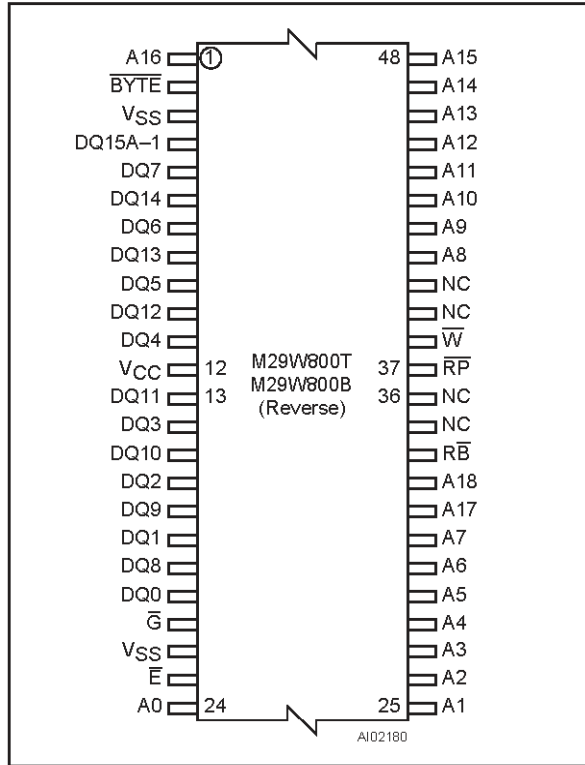 A16 1 48 A15
B̅Y̅T̅E̅ A14
VSS A13
DQ15A–1 A12
DQ7 A11
DQ14 A10
DQ6 A9
DQ13 A8
DQ5 NC
DQ12 NC
DQ4 W̅
VCC 12 M29W800T 37 R̅P̅
DQ11 13 M29W800B 36 NC
(Reverse)
DQ3 NC
DQ10 RB̅
DQ2 A18
DQ9 A17
DQ1 A7
DQ8 A6
DQ0 A5
G̅ A4
VSS A3
E̅ A2
A0 24 25 A1
AI02180